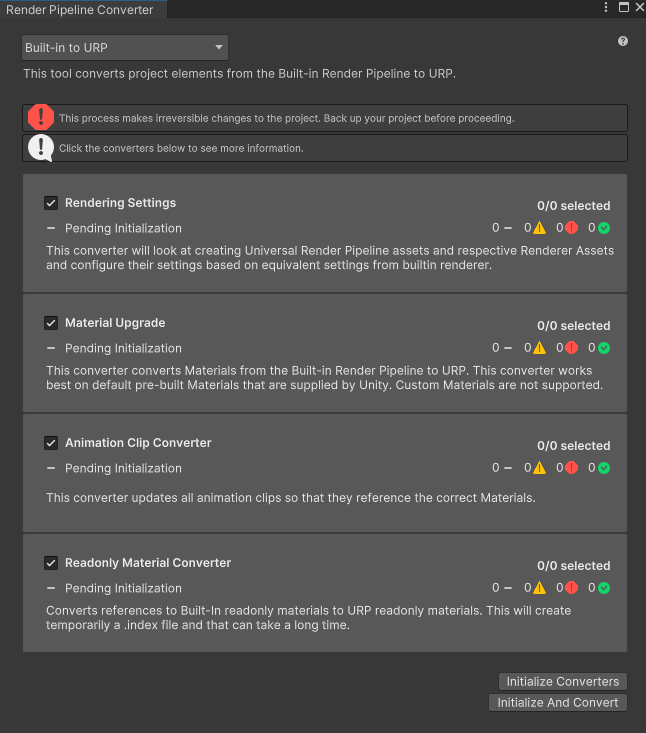 Render Pipeline Converter
Built-in to URP
This tool converts project elements from the Built-in Render Pipeline to URP.
This process makes irreversible changes to the project. Back up your project before proceeding.
Click the converters below to see more information.
Rendering Settings
0/0 selected
Pending Initialization
0 0 0 0
This converter will look at creating Universal Render Pipeline assets and respective Renderer Assets
and configure their settings based on equivalent settings from builtin renderer.
Material Upgrade
0/0 selected
Pending Initialization
0 0 0 0
This converter converts Materials from the Built-in Render Pipeline to URP. This converter works
best on default pre-built Materials that are supplied by Unity. Custom Materials are not supported.
Animation Clip Converter
0/0 selected
Pending Initialization
0 0 0 0
This converter updates all animation clips so that they reference the correct Materials.
Readonly Material Converter
0/0 selected
Pending Initialization
0 0 0 0
Converts references to Built-In readonly materials to URP readonly materials. This will create
temporarily a .index file and that can take a long time.
Initialize Converters
Initialize And Convert